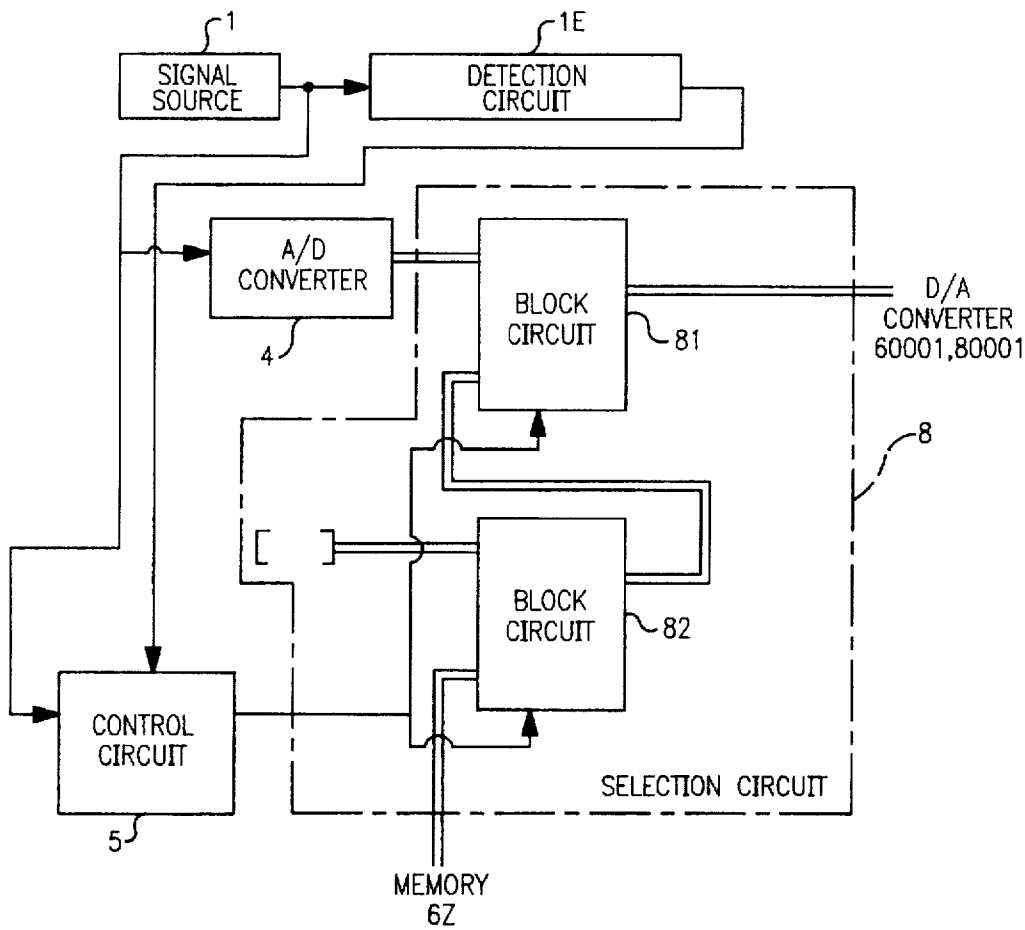 1
SIGNAL
SOURCE
1E
DETECTION
CIRCUIT
A/D
CONVERTER
4
BLOCK
CIRCUIT
81
D/A
CONVERTER
60001,80001
8
BLOCK
CIRCUIT
82
CONTROL
CIRCUIT
5
SELECTION CIRCUIT
MEMORY
6Z